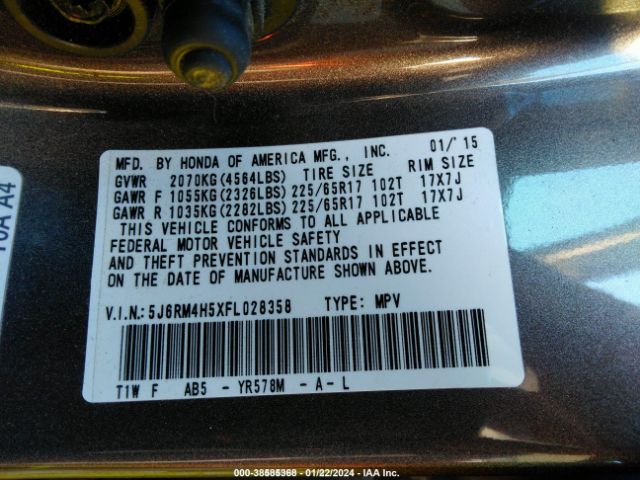 MFD. BY HONDA OF AMERICA MFG., INC. 01/'15
GVWR 2070KG(4564LBS) TIRE SIZE RIM SIZE
GAWR F 1055KG(2326LBS) 225/65R17 102T 17X7J
GAWR R 1035KG(2282LBS) 225/65R17 102T 17X7J
THIS VEHICLE CONFORMS TO ALL APPLICABLE
FEDERAL MOTOR VEHICLE SAFETY
AND THEFT PREVENTION STANDARDS IN EFFECT
ON THE DATE OF MANUFACTURE SHOWN ABOVE.
V.I.N.: 5J6RM4H5XFL028358 TYPE: MPV
T1W F AB5 - YR578M - A - L
10A A4
000-38585368 - 01/22/2024 - IAA Inc.